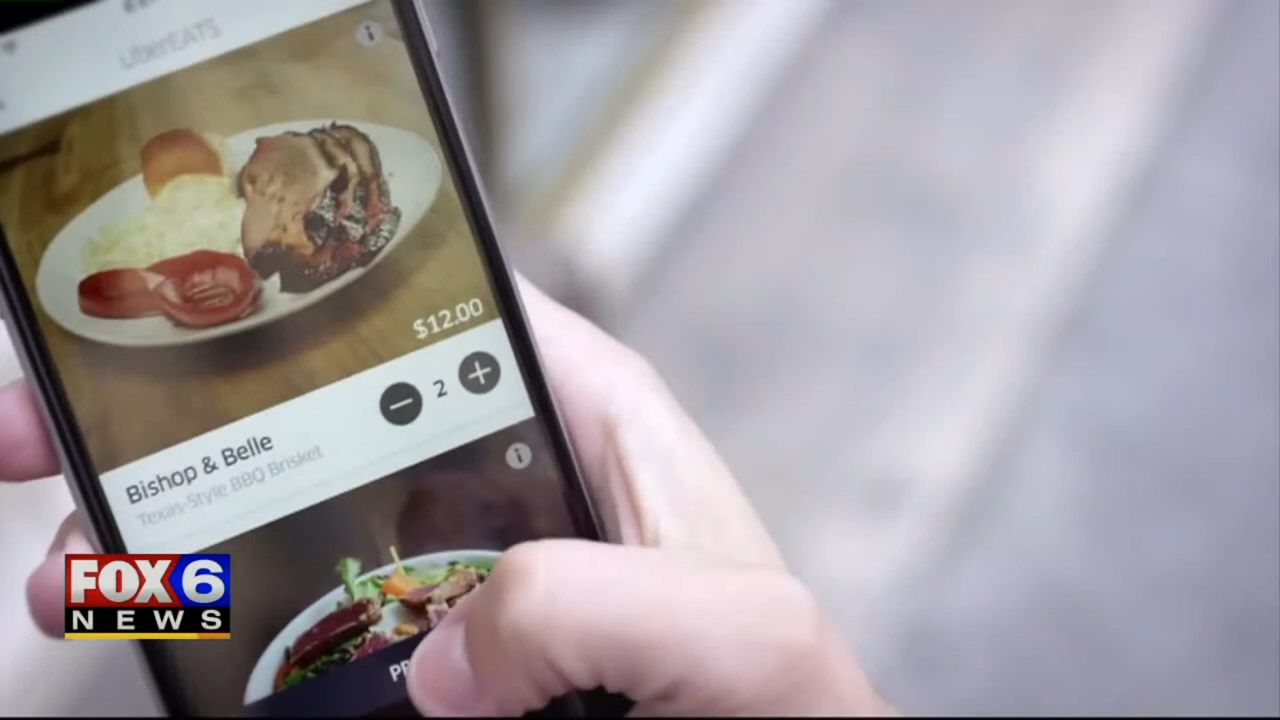 UberEATS
$12.00
2
Bishop & Belle
Texas-Style BBQ Brisket
FOX 6
NEWS